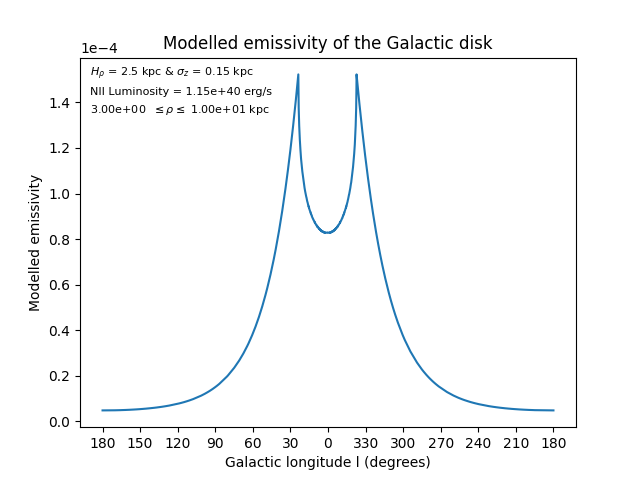 Modelled emissivity of the Galactic disk
1e−4
H_ρ = 2.5 kpc & σ_z = 0.15 kpc
NII Luminosity = 1.15e+40 erg/s
3.00e+00 ≤ρ≤ 1.00e+01 kpc
1.4
1.2
1.0
0.8
0.6
0.4
0.2
0.0
Modelled emissivity
180 150 120 90 60 30 0 330 300 270 240 210 180
Galactic longitude l (degrees)